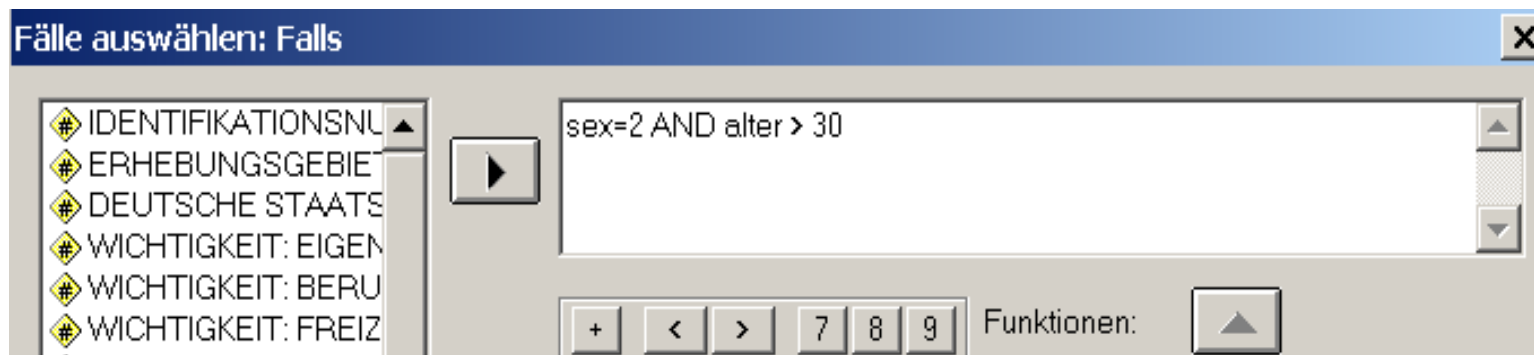 Fälle auswählen: Falls
IDENTIFIKATIONSNU
ERHEBUNGSGEBIET
DEUTSCHE STAATS
WICHTIGKEIT: EIGEN
WICHTIGKEIT: BERU
WICHTIGKEIT: FREIZ
sex=2 AND alter > 30
+ < > 7 8 9 Funktionen: